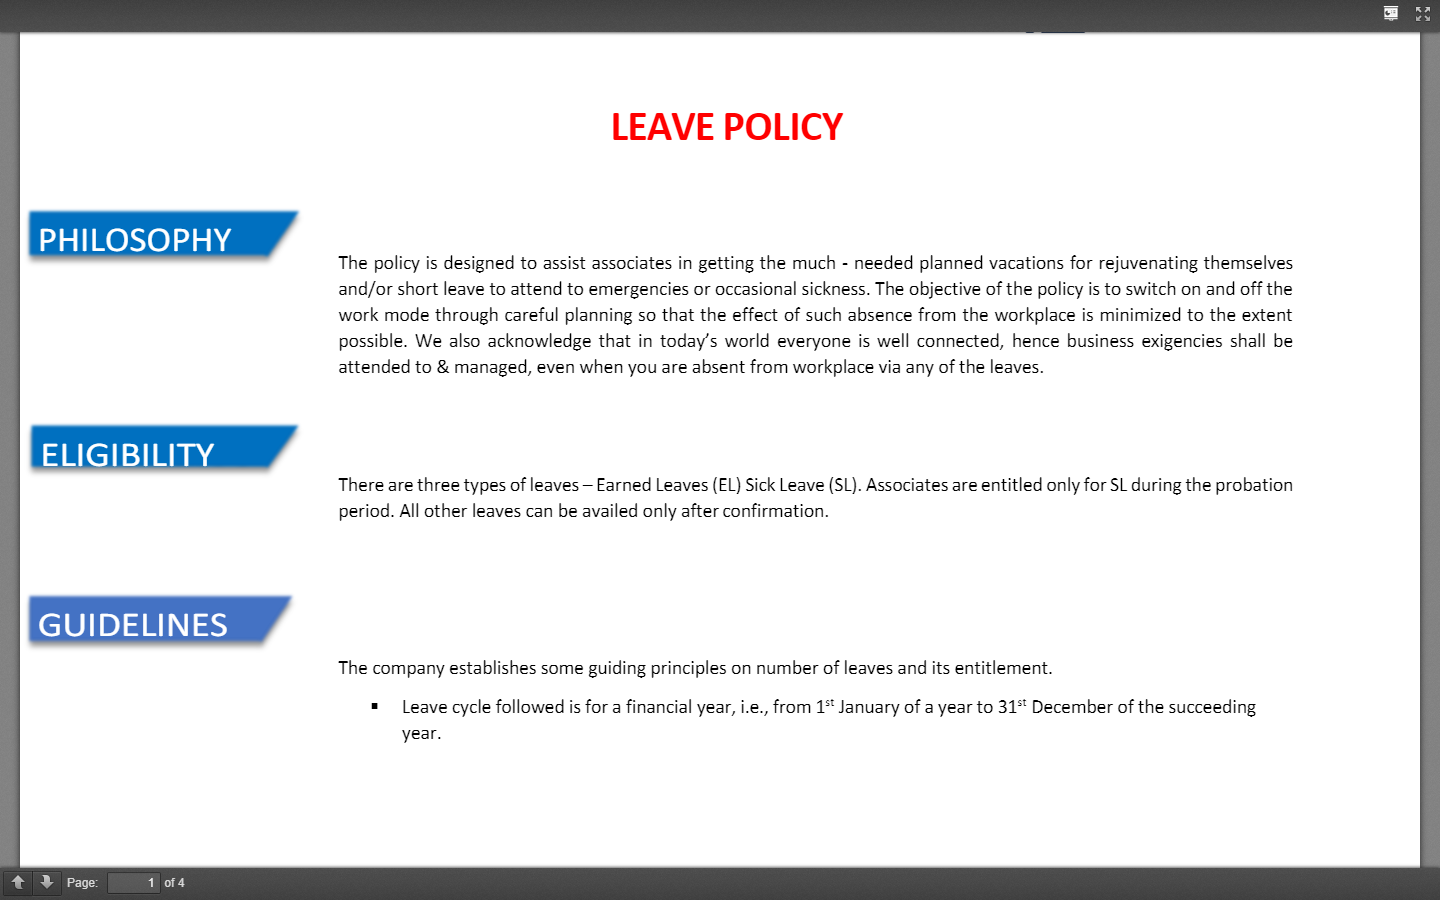 LEAVE POLICY
PHILOSOPHY
The policy is designed to assist associates in getting the much - needed planned vacations for rejuvenating themselves
and/or short leave to attend to emergencies or occasional sickness. The objective of the policy is to switch on and off the
work mode through careful planning so that the effect of such absence from the workplace is minimized to the extent
possible. We also acknowledge that in today’s world everyone is well connected, hence business exigencies shall be
attended to & managed, even when you are absent from workplace via any of the leaves.
ELIGIBILITY
There are three types of leaves – Earned Leaves (EL) Sick Leave (SL). Associates are entitled only for SL during the probation
period. All other leaves can be availed only after confirmation.
GUIDELINES
The company establishes some guiding principles on number of leaves and its entitlement.
▪ Leave cycle followed is for a financial year, i.e., from 1st January of a year to 31st December of the succeeding
year.
Page: 1 of 4